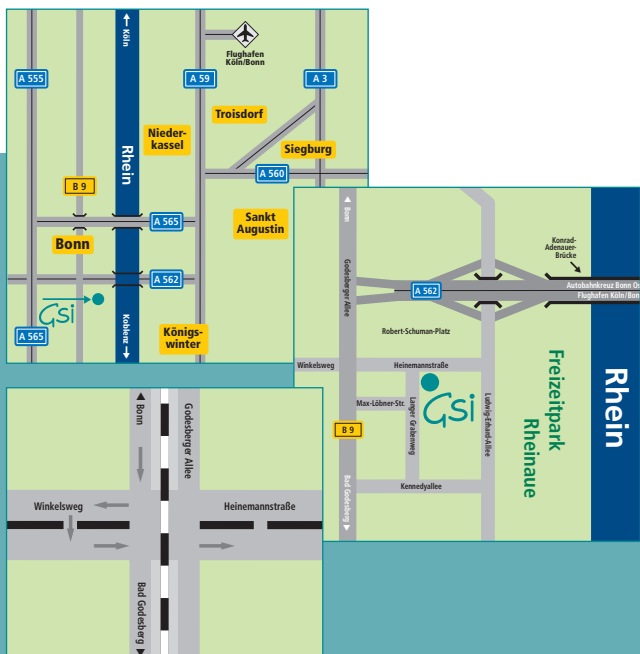 Köln
Flughafen
Köln/Bonn
A 555
A 59
A 3
Troisdorf
Nieder-
kassel
Siegburg
Rhein
A 560
B 9
A 565
Sankt
Augustin
Bonn
A 562
Gsi
Koblenz
A 565
Königs-
winter
Bonn
Godesberger Allee
Konrad-
Adenauer-
Brücke
A 562
Autobahnkreuz Bonn Os
Flughafen Köln/Bon
Robert-Schuman-Platz
Winkelsweg
Heinemannstraße
Gsi
Max-Löbner-Str.
Langer Grabenweg
Ludwig-Erhard-Allee
Freizeitpark
Rheinaue
Rhein
B 9
Kennedyallee
Bad Godesberg
Bonn
Godesberger Allee
Winkelsweg
Heinemannstraße
Bad Godesberg